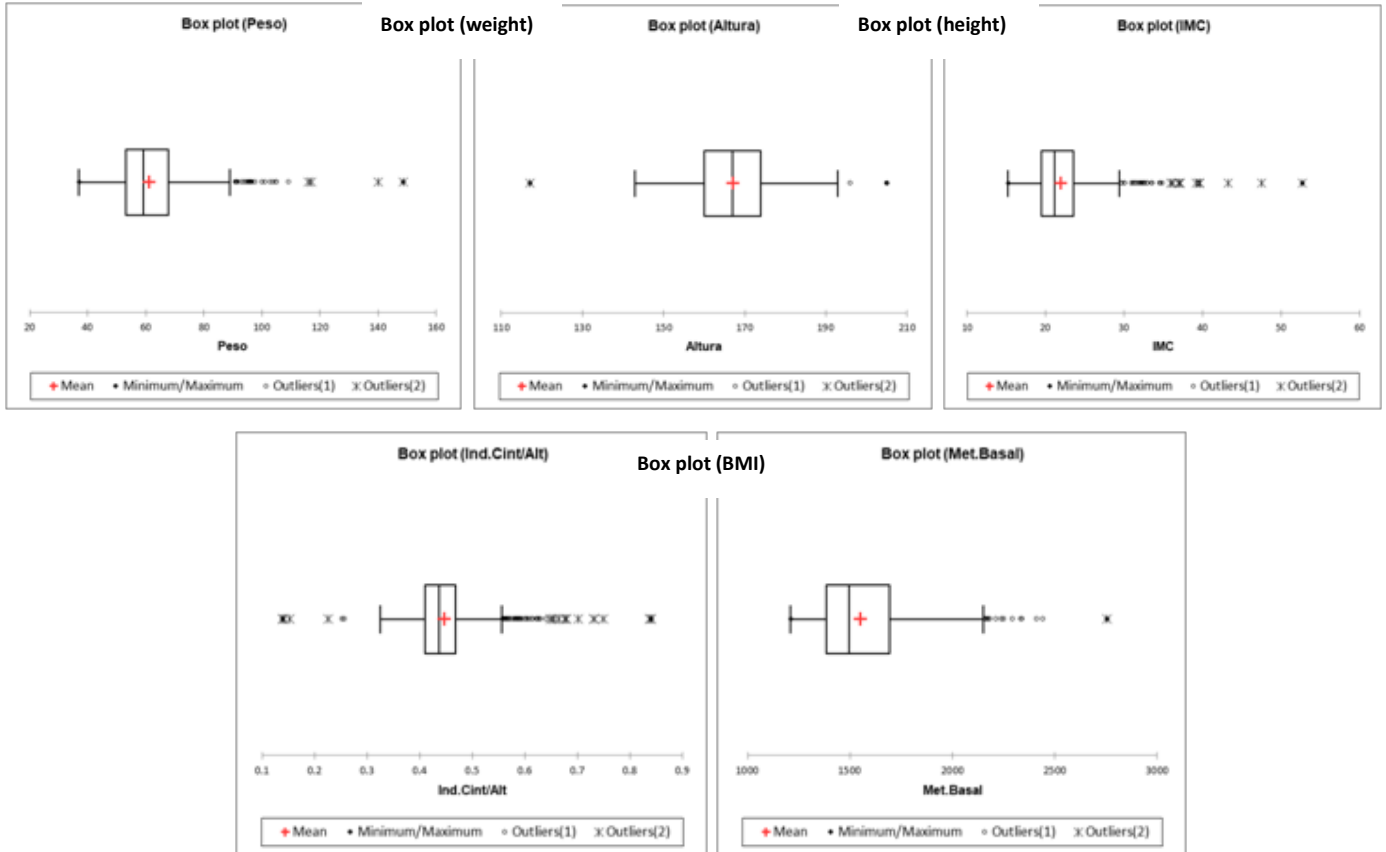 Box plot (Peso)
Box plot (weight)
Box plot (Altura)
Box plot (height)
Box plot (IMC)
20 40 60 80 100 120 140 160
Peso
110 130 150 170 190 210
Altura
10 20 30 40 50 60
IMC
Mean Minimum/Maximum Outliers(1) Outliers(2)
Mean Minimum/Maximum Outliers(1) Outliers(2)
Mean Minimum/Maximum Outliers(1) Outliers(2)
Box plot (Ind.Cint/Alt)
Box plot (BMI)
Box plot (Met.Basal)
0.1 0.2 0.3 0.4 0.5 0.6 0.7 0.8 0.9
Ind.Cint/Alt
1000 1500 2000 2500 3000
Met.Basal
Mean Minimum/Maximum Outliers(1) Outliers(2)
Mean Minimum/Maximum Outliers(1) Outliers(2)